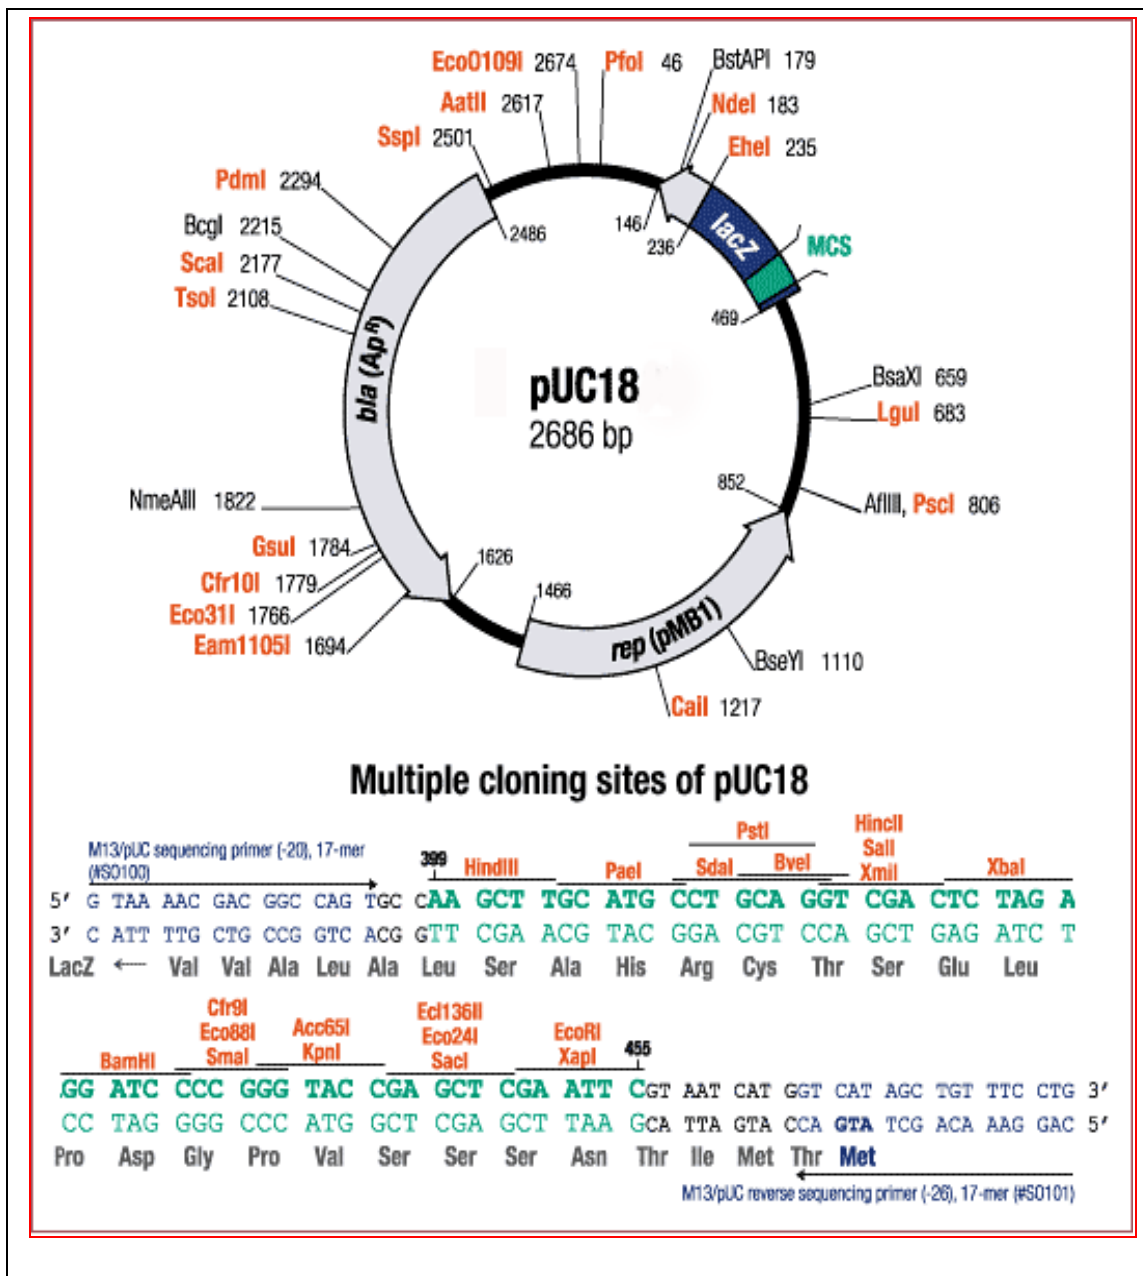 EcoO109I 2674
PfoI 46
BstAPI 179
AatII 2617
NdeI 183
SspI 2501
EheI 235
PdmI 2294
BcgI 2215
ScaI 2177
TsoI 2108
2486
146
236
lacZ
MCS
469
bla (ApR)
pUC18
2686 bp
BsaXI 659
LguI 683
852
AflIII, PscI 806
NmeAIII 1822
GsuI 1784
Cfr10I 1779
Eco31I 1766
Eam1105I 1694
1626
1466
rep (pMB1)
BseYI 1110
CaiI 1217
Multiple cloning sites of pUC18
M13/pUC sequencing primer (-20), 17-mer
(#SO100)
399
HindIII
PaeI
PstI
SdaI
BveI
HincII
SalI
XmiI
XbaI
5' G TAA AAC GAC GGC CAG TGC CAA GCT TGC ATG CCT GCA GGT CGA CTC TAG A
3' C ATT TTG CTG CCG GTC ACG GTT CGA ACG TAC GGA CGT CCA GCT GAG ATC T
LacZ ← Val Val Ala Leu Ala Leu Ser Ala His Arg Cys Thr Ser Glu Leu
BamHI
Cfr9I
Eco88I
SmaI
Acc65I
KpnI
Ecl136II
Eco24I
SacI
EcoRI
XapI
455
GG ATC CCC GGG TAC CGA GCT CGA ATT CGT AAT CAT GGT CAT AGC TGT TTC CTG 3'
CC TAG GGG CCC ATG GCT CGA GCT TAA GCA TTA GTA CCA GTA TCG ACA AAG GAC 5'
Pro Asp Gly Pro Val Ser Ser Ser Asn Thr Ile Met Thr Met
M13/pUC reverse sequencing primer (-26), 17-mer (#SO101)